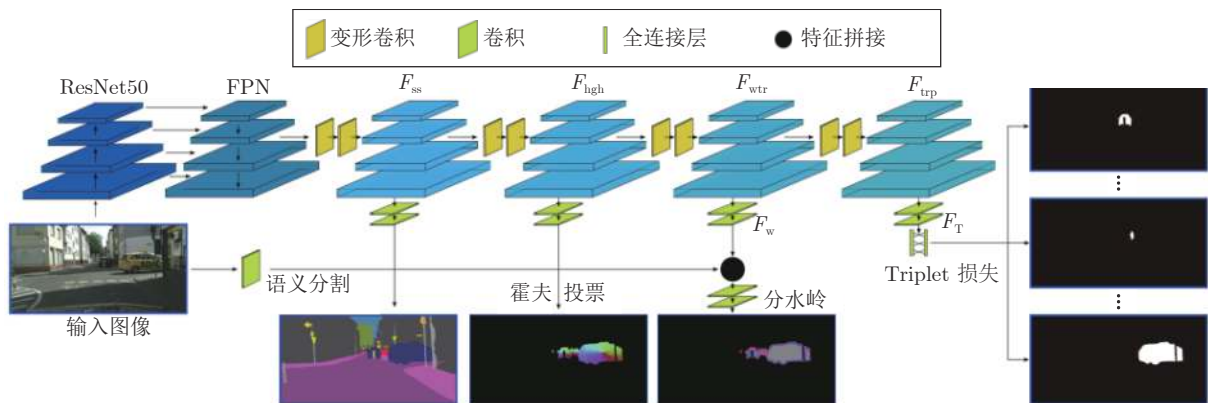 变形卷积 卷积 全连接层 特征拼接
ResNet50 FPN F_ss F_hgh F_wtr F_trp
F_w F_T
Triplet 损失
语义分割 霍夫 投票 分水岭
输入图像